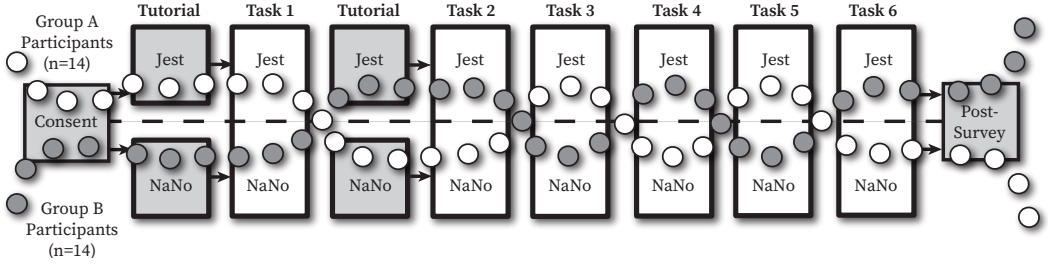 Group A
Participants
(n=14)
Consent
Group B
Participants
(n=14)
Tutorial
Jest
NaNo
Task 1
Jest
NaNo
Tutorial
Jest
NaNo
Task 2
Jest
NaNo
Task 3
Jest
NaNo
Task 4
Jest
NaNo
Task 5
Jest
NaNo
Task 6
Jest
NaNo
Post-
Survey